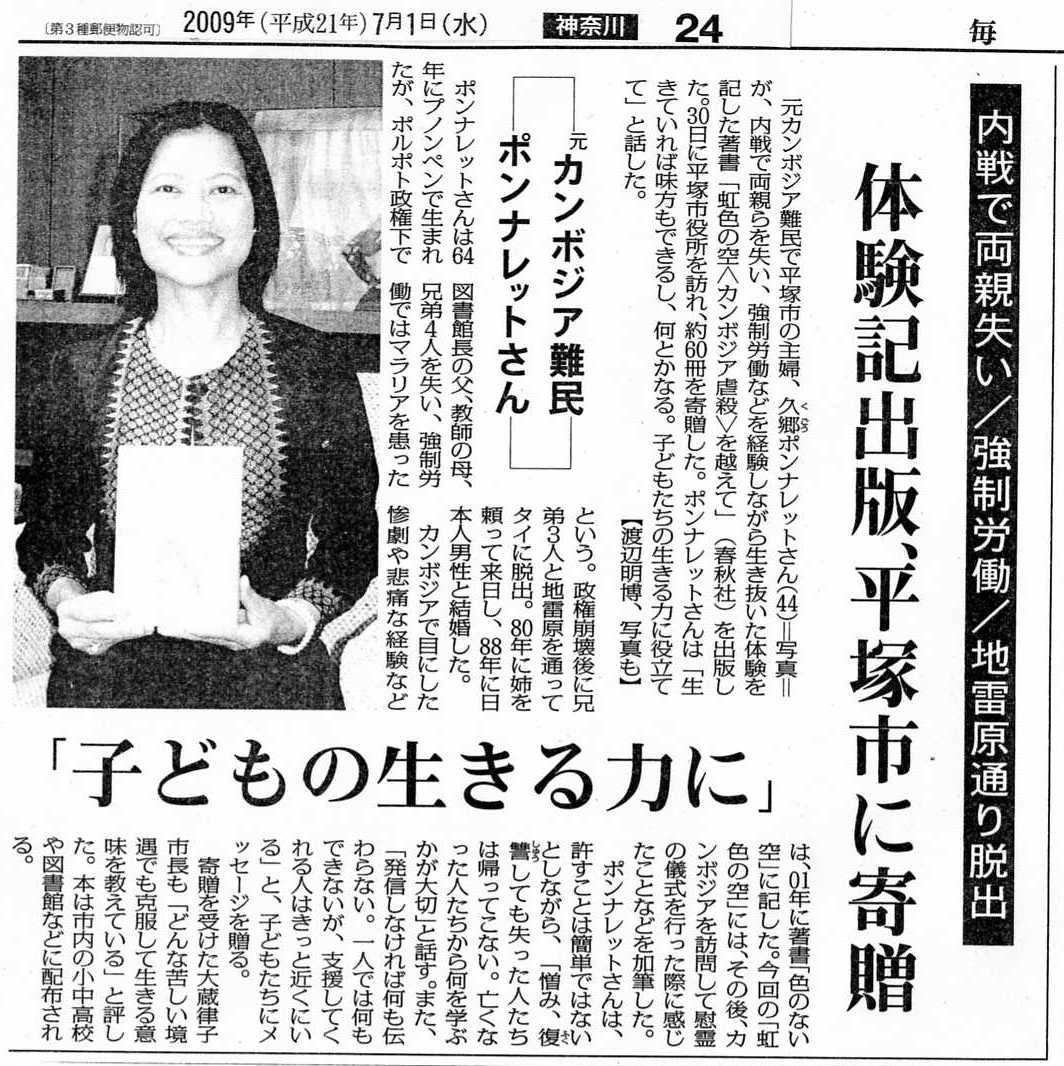 〔第３種郵便物認可〕
2009年(平成21年)7月1日(水)
神奈川
24
毎
内戦で両親失い／強制労働／地雷原通り脱出
体験記出版、平塚市に寄贈
元カンボジア難民で平塚市の主婦、久郷ポンナレットさん(44)＝写真＝
が、内戦で両親らを失い、強制労働などを経験しながら生き抜いた体験を
記した著書「虹色の空〈カンボジア虐殺〉を越えて」（春秋社）を出版し
た。30日に平塚市役所を訪れ、約60冊を寄贈した。ポンナレットさんは「生
きていれば味方もできるし、何とかなる。子どもたちの生きる力に役立て
て」と話した。
【渡辺明博、写真も】
元カンボジア難民
ポンナレットさん
ポンナレットさんは64
年にプノンペンで生まれ
たが、ポルポト政権下で
図書館長の父、教師の母、
兄弟４人を失い、強制労
働ではマラリアを患った
という。政権崩壊後に兄
弟３人と地雷原を通って
タイに脱出。80年に姉を
頼って来日し、88年に日
本人男性と結婚した。
カンボジアで目にした
惨劇や悲痛な経験など
「子どもの生きる力に」
は、01年に著書「色のない
空」に記した。今回の「虹
色の空」には、その後、カ
ンボジアを訪問して慰霊
の儀式を行った際に感じ
たことなどを加筆した。
ポンナレットさんは、
許すことは簡単ではない
としながら、「憎み、復
讐しても失った人たち
は帰ってこない。亡くな
った人たちから何を学ぶ
かが大切」と話す。また、
「発信しなければ何も伝
わらない。一人では何も
できないが、支援してく
れる人はきっと近くにい
る」と、子どもたちにメ
ッセージを贈る。
寄贈を受けた大蔵律子
市長も「どんな苦しい境
遇でも克服して生きる意
味を教えている」と評し
た。本は市内の小中高校
や図書館などに配布され
る。